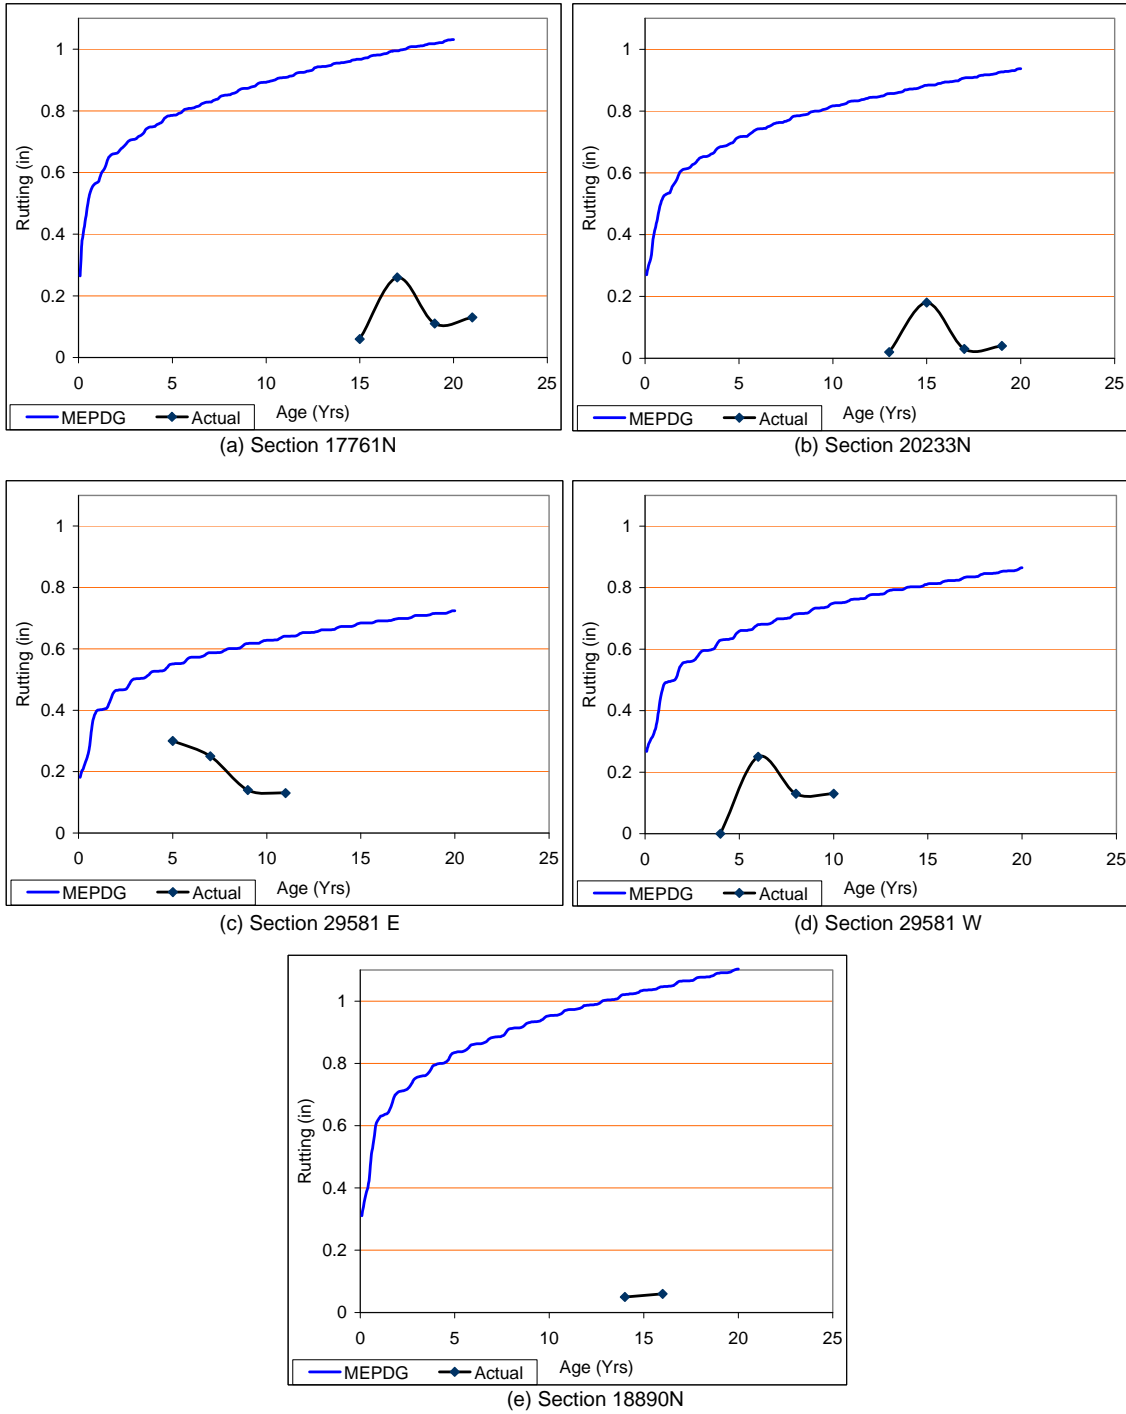 1
0.8
0.6
0.4
0.2
0
Rutting (in)
0 5 10 15 20 25
MEPDG Actual Age (Yrs)
(a) Section 17761N
1
0.8
0.6
0.4
0.2
0
Rutting (in)
0 5 10 15 20 25
MEPDG Actual Age (Yrs)
(b) Section 20233N
1
0.8
0.6
0.4
0.2
0
Rutting (in)
0 5 10 15 20 25
MEPDG Actual Age (Yrs)
(c) Section 29581 E
1
0.8
0.6
0.4
0.2
0
Rutting (in)
0 5 10 15 20 25
MEPDG Actual Age (Yrs)
(d) Section 29581 W
1
0.8
0.6
0.4
0.2
0
Rutting (in)
0 5 10 15 20 25
MEPDG Actual Age (Yrs)
(e) Section 18890N